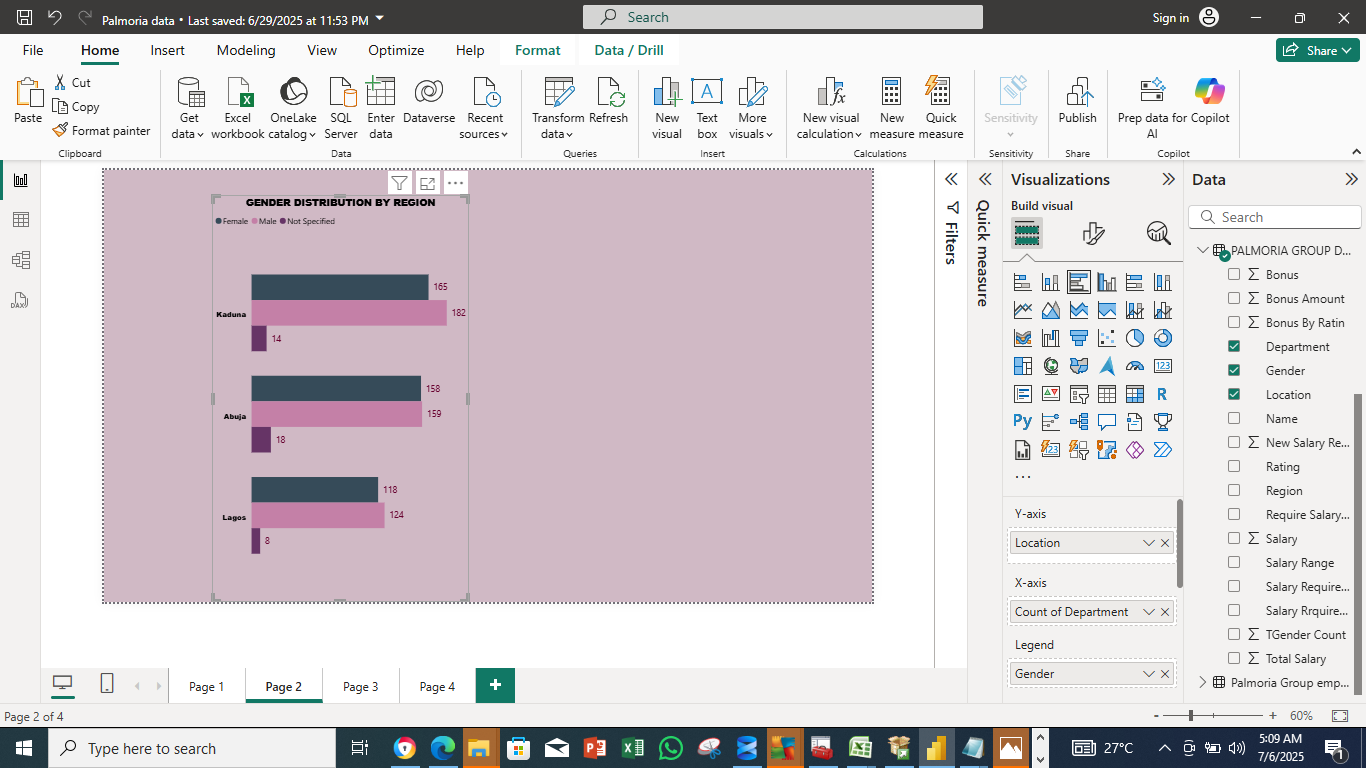 Palmoria data • Last saved: 6/29/2025 at 11:53 PM
Search
Sign in
File
Home
Insert
Modeling
View
Optimize
Help
Format
Data / Drill
Share
Paste
Cut
Copy
Format painter
Clipboard
Get data
Excel workbook
OneLake catalog
SQL Server
Enter data
Dataverse
Recent sources
Data
Transform data
Refresh
Queries
New visual
Text box
More visuals
Insert
New visual calculation
New measure
Quick measure
Calculations
Sensitivity
Sensitivity
Publish
Share
Prep data for AI
Copilot
Copilot
GENDER DISTRIBUTION BY REGION
Female Male Not Specified
Kaduna
165
182
14
Abuja
158
159
18
Lagos
118
124
8
Filters
Quick measure
Visualizations
Build visual
R
Py
123
...
Y-axis
Location
X-axis
Count of Department
Legend
Gender
Data
Search
PALMORIA GROUP D...
Bonus
Bonus Amount
Bonus By Ratin
Department
Gender
Location
Name
New Salary Re...
Rating
Region
Require Salary...
Salary
Salary Range
Salary Require...
Salary Rrquire...
TGender Count
Total Salary
Palmoria Group emp...
Page 1
Page 2
Page 3
Page 4
+
Page 2 of 4
- + 60%
Type here to search
27°C
5:09 AM
7/6/2025
1